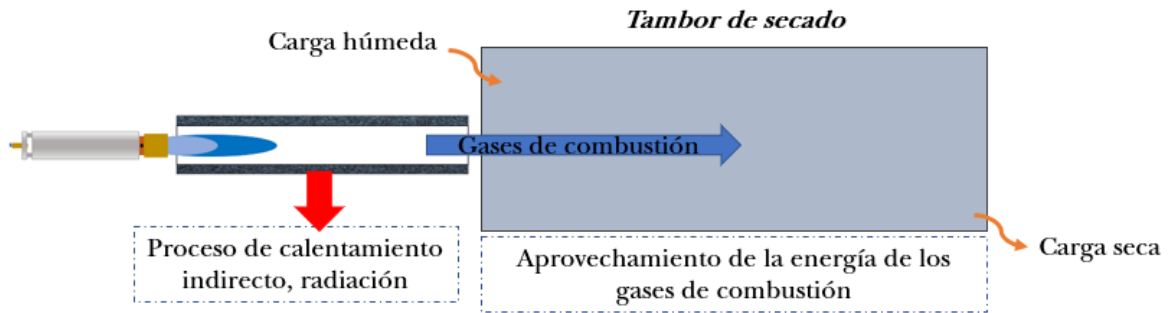 Tambor de secado
Carga húmeda
Gases de combustión
Proceso de calentamiento
indirecto, radiación
Aprovechamiento de la energía de los
gases de combustión
Carga seca